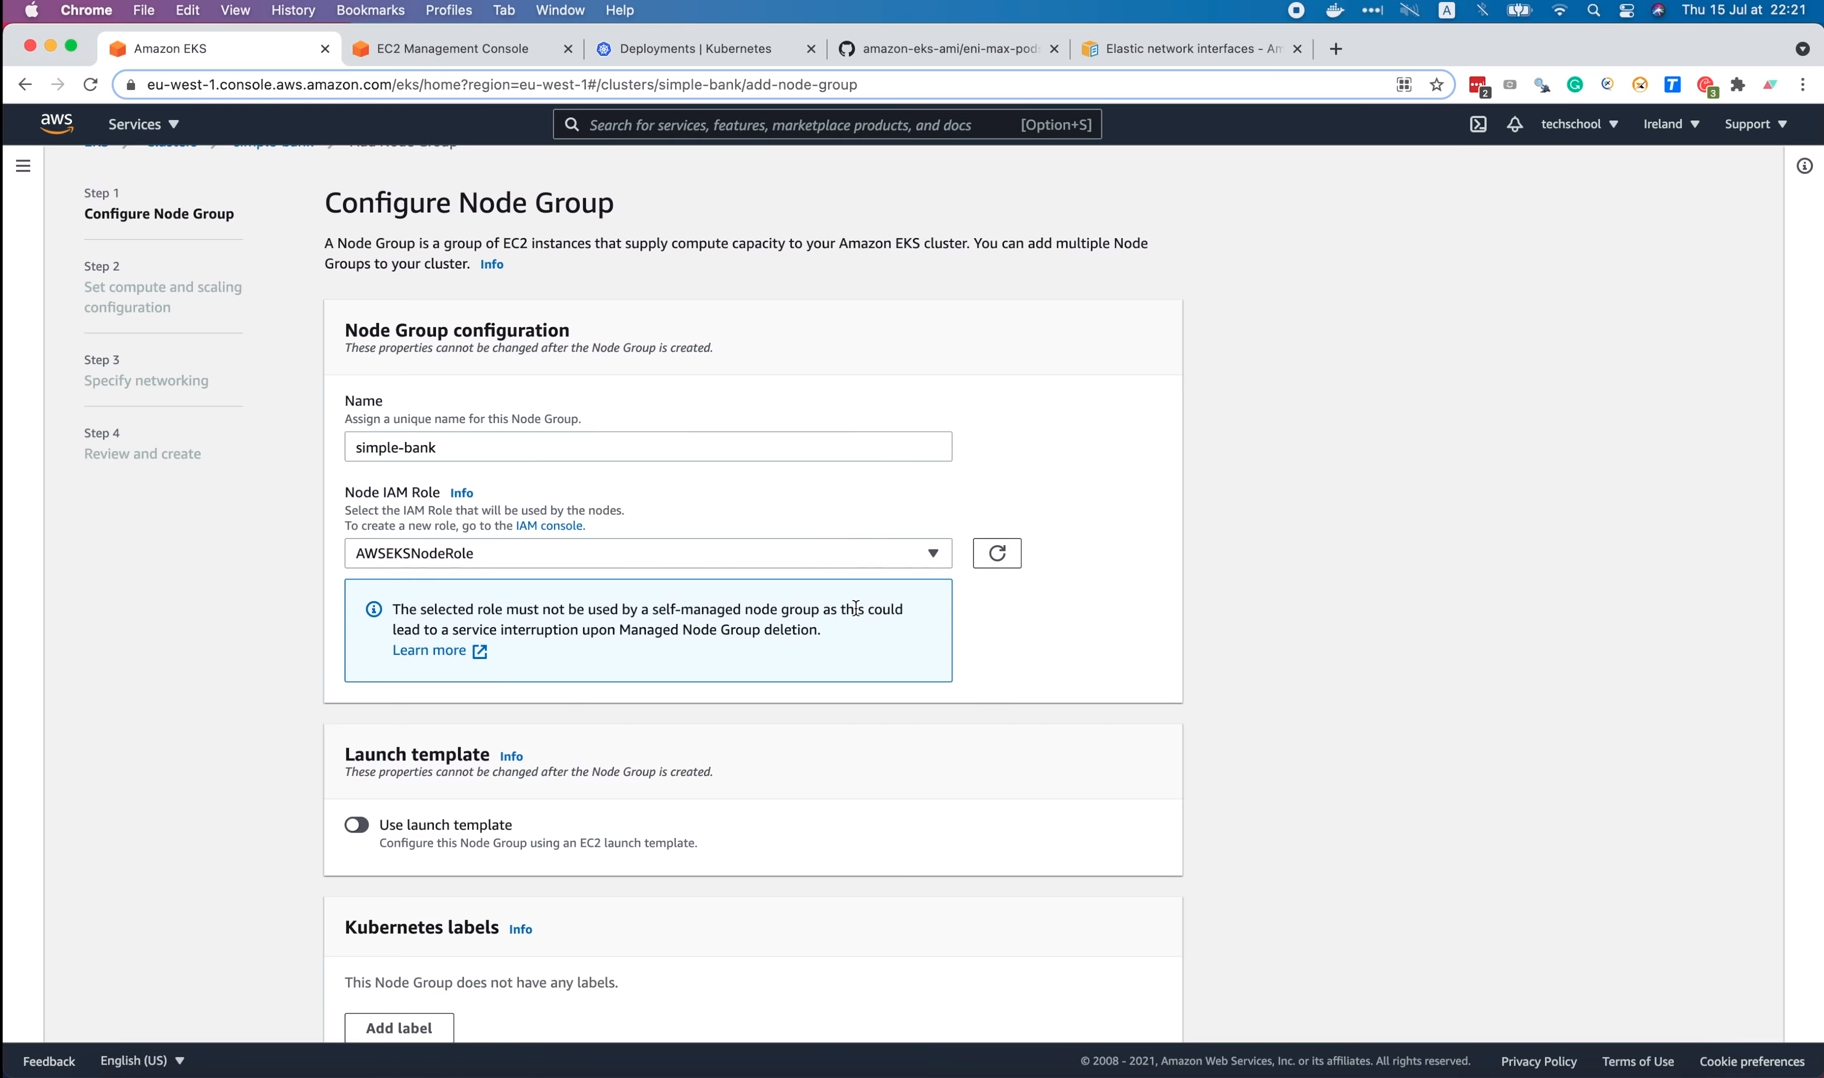 Chrome File Edit View History Bookmarks Profiles Tab Window Help A Thu 15 Jul at 22:21
Amazon EKS EC2 Management Console Deployments | Kubernetes amazon-eks-ami/eni-max-pod Elastic network interfaces - Am
eu-west-1.console.aws.amazon.com/eks/home?region=eu-west-1#/clusters/simple-bank/add-node-group 2 T 3
aws Services Search for services, features, marketplace products, and docs [Option+S] techschool Ireland Support
Step 1
Configure Node Group
Step 2
Set compute and scaling
configuration
Step 3
Specify networking
Step 4
Review and create
Configure Node Group
A Node Group is a group of EC2 instances that supply compute capacity to your Amazon EKS cluster. You can add multiple Node
Groups to your cluster. Info
Node Group configuration
These properties cannot be changed after the Node Group is created.
Name
Assign a unique name for this Node Group.
simple-bank
Node IAM Role Info
Select the IAM Role that will be used by the nodes.
To create a new role, go to the IAM console.
AWSEKSNodeRole
The selected role must not be used by a self-managed node group as this could
lead to a service interruption upon Managed Node Group deletion.
Learn more
Launch template Info
These properties cannot be changed after the Node Group is created.
Use launch template
Configure this Node Group using an EC2 launch template.
Kubernetes labels Info
This Node Group does not have any labels.
Add label
Feedback English (US) © 2008 - 2021, Amazon Web Services, Inc. or its affiliates. All rights reserved. Privacy Policy Terms of Use Cookie preferences